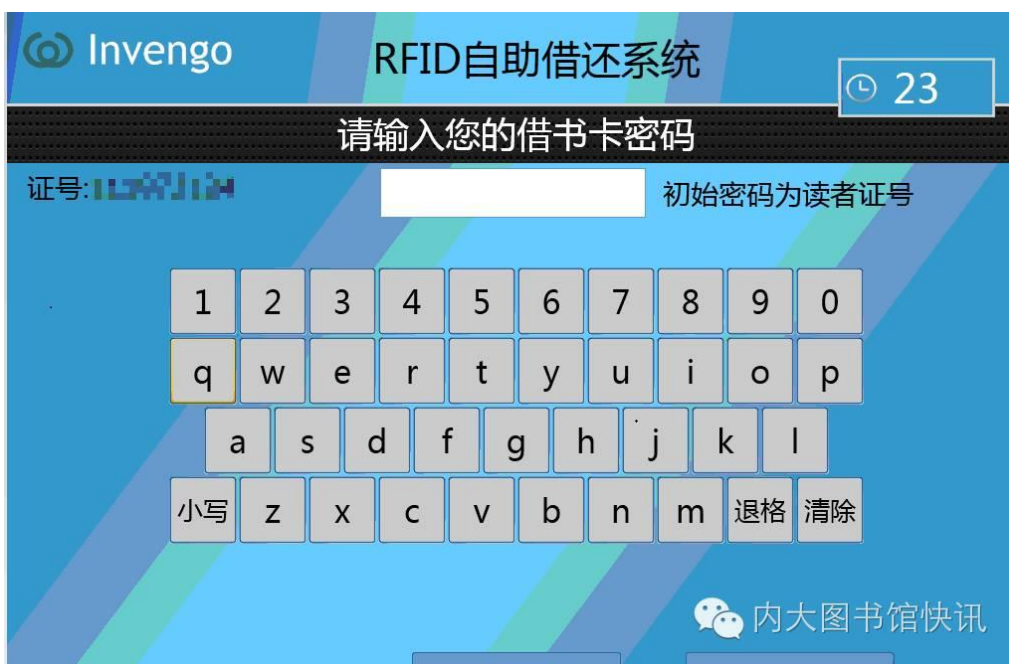 Invengo
RFID自助借还系统
23
请输入您的借书卡密码
证号:
初始密码为读者证号
1 2 3 4 5 6 7 8 9 0
q w e r t y u i o p
a s d f g h j k l
小写 z x c v b n m 退格 清除
内大图书馆快讯